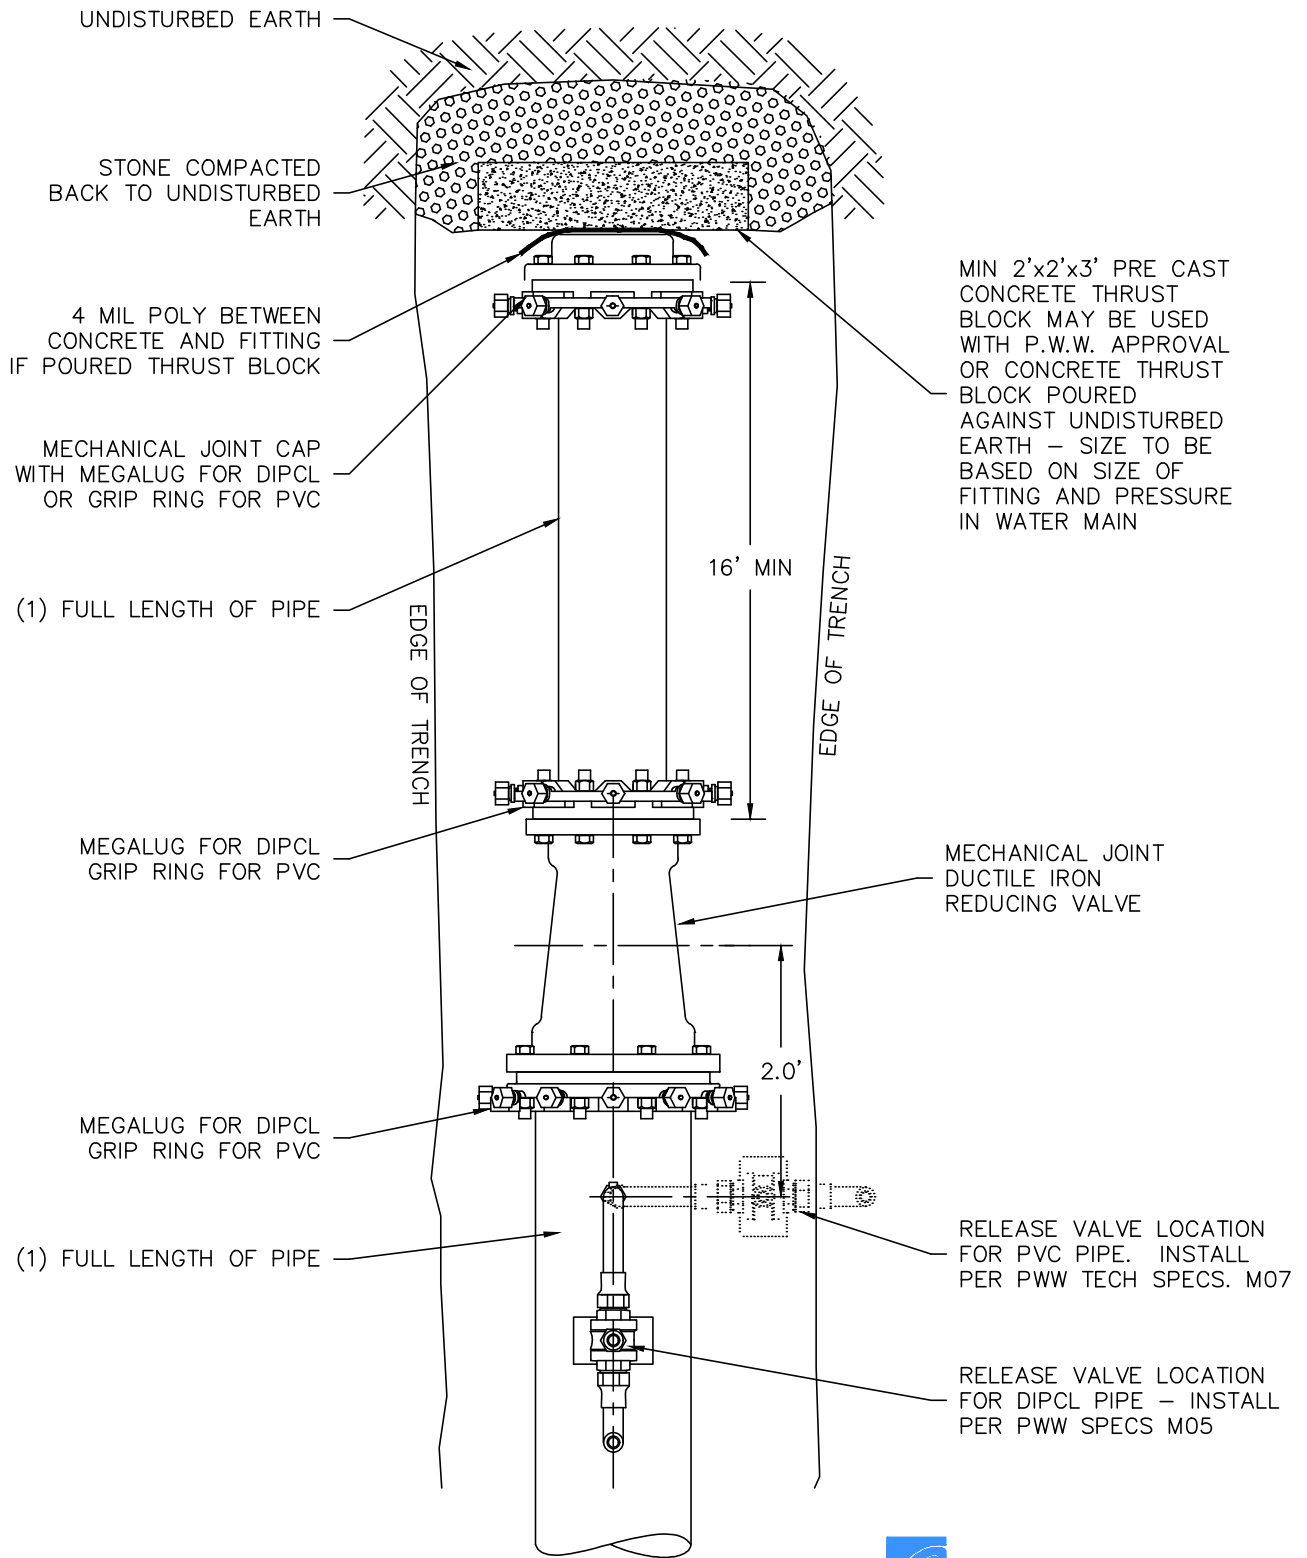 UNDISTURBED EARTH
STONE COMPACTED
BACK TO UNDISTURBED
EARTH
4 MIL POLY BETWEEN
CONCRETE AND FITTING
IF POURED THRUST BLOCK
MECHANICAL JOINT CAP
WITH MEGALUG FOR DIPCL
OR GRIP RING FOR PVC
(1) FULL LENGTH OF PIPE
MEGALUG FOR DIPCL
GRIP RING FOR PVC
MEGALUG FOR DIPCL
GRIP RING FOR PVC
(1) FULL LENGTH OF PIPE
EDGE OF TRENCH
16' MIN
EDGE OF TRENCH
2.0'
MIN 2'x2'x3' PRE CAST
CONCRETE THRUST
BLOCK MAY BE USED
WITH P.W.W. APPROVAL
OR CONCRETE THRUST
BLOCK POURED
AGAINST UNDISTURBED
EARTH – SIZE TO BE
BASED ON SIZE OF
FITTING AND PRESSURE
IN WATER MAIN
MECHANICAL JOINT
DUCTILE IRON
REDUCING VALVE
RELEASE VALVE LOCATION
FOR PVC PIPE. INSTALL
PER PWW TECH SPECS. M07
RELEASE VALVE LOCATION
FOR DIPCL PIPE – INSTALL
PER PWW SPECS M05